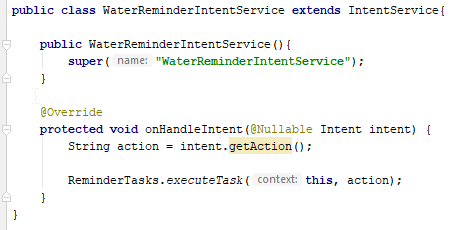 public class WaterReminderIntentService extends IntentService{
public WaterReminderIntentService(){
super( name: "WaterReminderIntentService");
}
@Override
protected void onHandleIntent(@Nullable Intent intent) {
String action = intent.getAction();
ReminderTasks.executeTask( context: this, action);
}
}